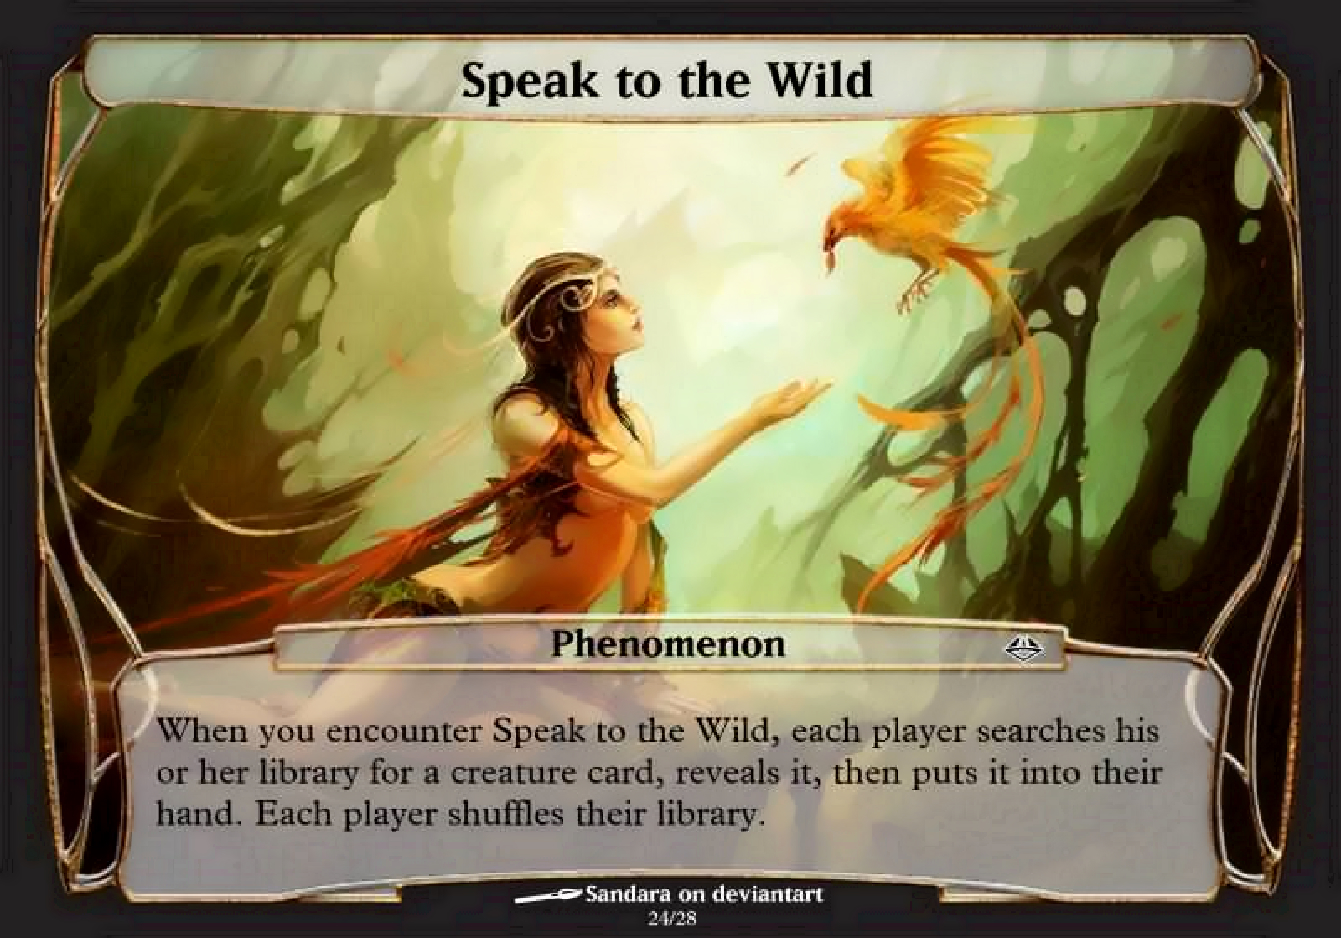 Speak to the Wild
Phenomenon
When you encounter Speak to the Wild, each player searches his
or her library for a creature card, reveals it, then puts it into their
hand. Each player shuffles their library.
Sandara on deviantart
24/28